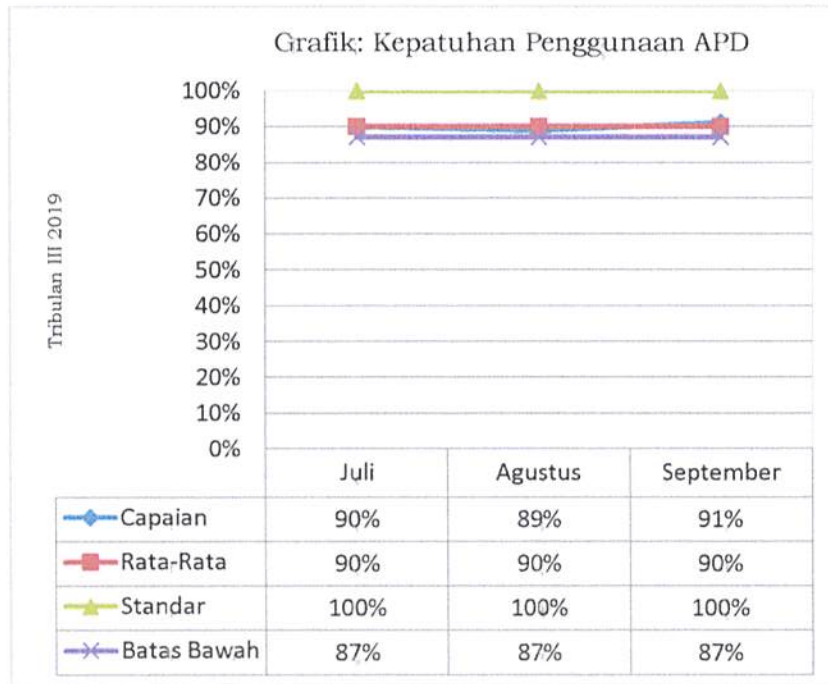 Grafik: Kepatuhan Penggunaan APD
Tribulan III 2019
100%
90%
80%
70%
60%
50%
40%
30%
20%
10%
0%
Juli Agustus September
Capaian 90% 89% 91%
Rata-Rata 90% 90% 90%
Standar 100% 100% 100%
Batas Bawah 87% 87% 87%